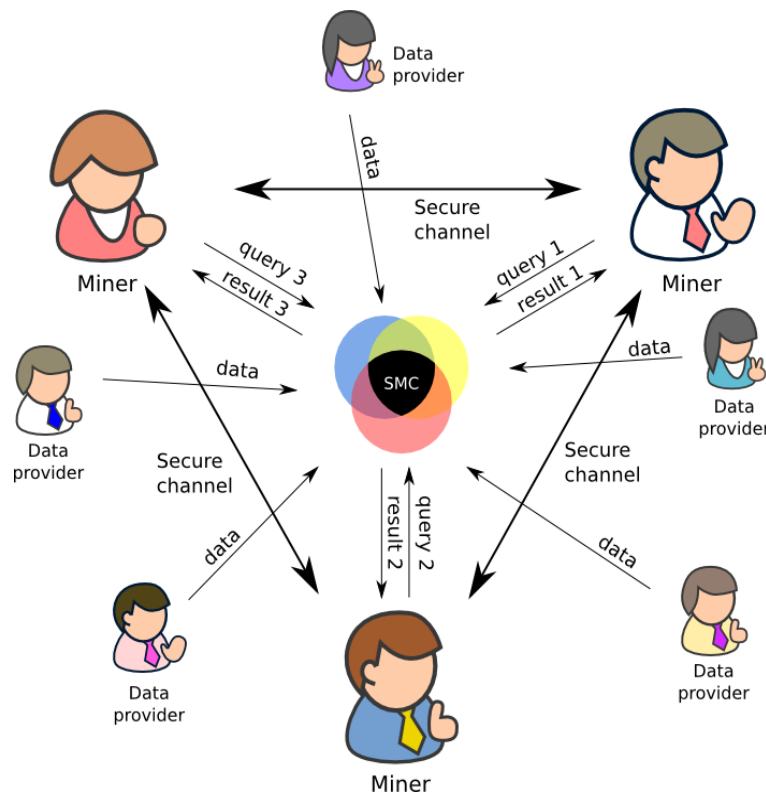 Data
provider
data
Secure
channel
Miner
query 3
result 3
query 1
result 1
Miner
SMC
data
Data
provider
data
Data
provider
Secure
channel
Secure
channel
data
result 2
query 2
data
Data
provider
Data
provider
Miner